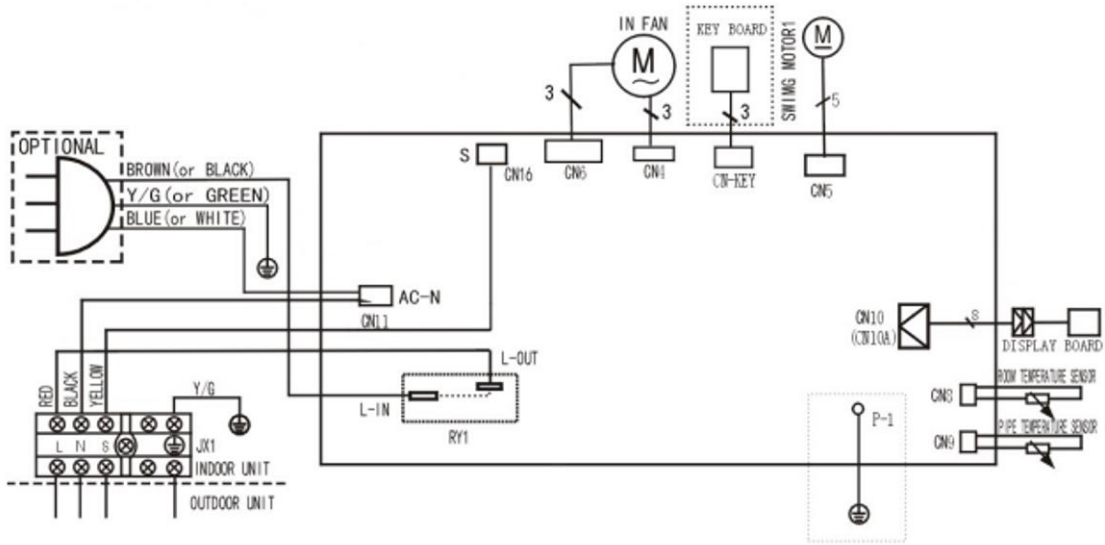 IN FAN
M
~
KEY BOARD
SWIMG MOTOR1
M
3
3
3
5
OPTIONAL
BROWN(or BLACK)
Y/G(or GREEN)
BLUE(or WHITE)
S
CN16
CN6
CN4
CN-KEY
CN5
AC-N
CN11
CN10
(CN10A)
8
DISPLAY BOARD
L-OUT
L-IN
RY1
RED
BLACK
YELLOW
Y/G
L N S
JX1
INDOOR UNIT
OUTDOOR UNIT
ROOM TEMPERATURE SENSOR
CN8
PIPE TEMPERATURE SENSOR
CN9
P-1